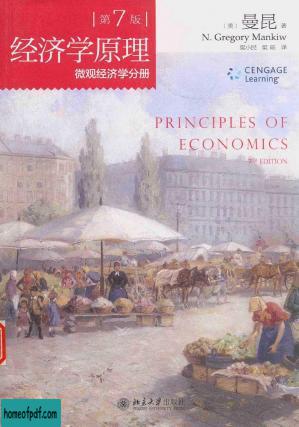 第7版
经济学原理
微观经济学分册
〔美〕曼昆 著
N. Gregory Mankiw
梁小民 梁砾 译
CENGAGE
Learning
PRINCIPLES OF
ECONOMICS
7TH EDITION
北京大学出版社
homeofpdf.com